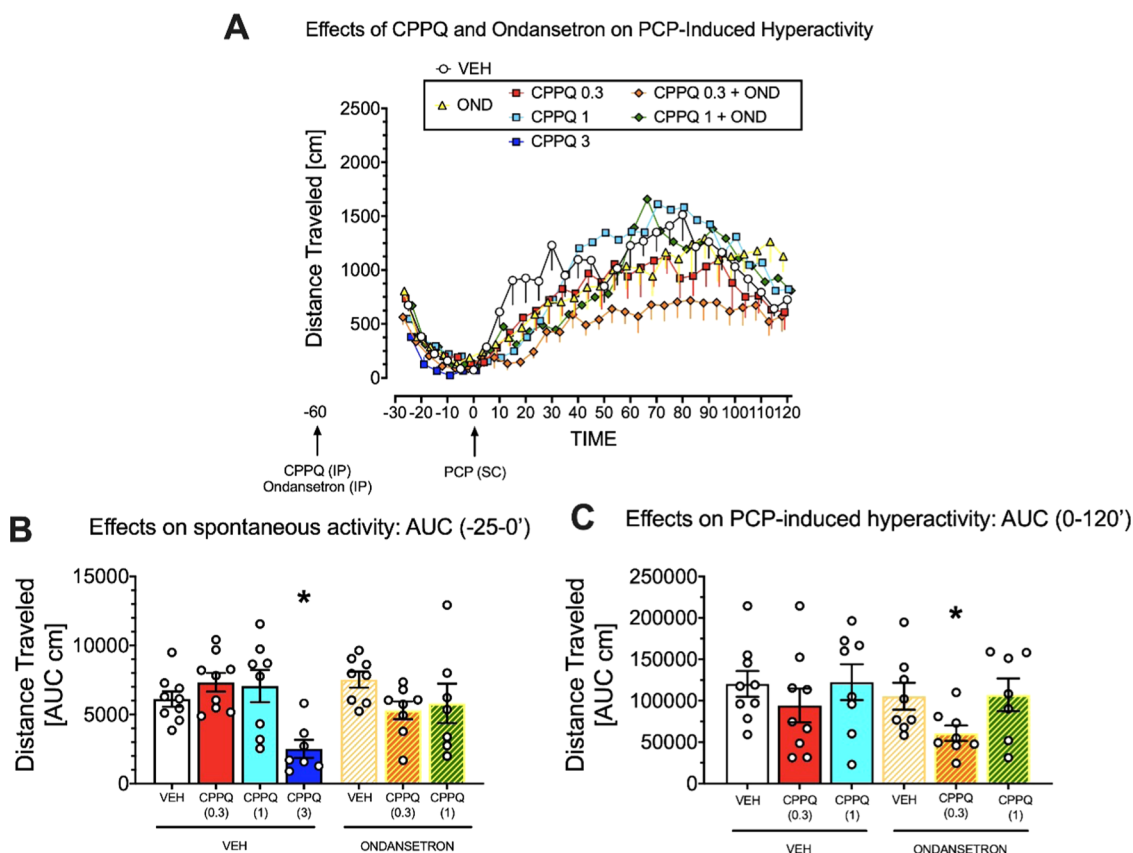 A
Effects of CPPQ and Ondansetron on PCP-Induced Hyperactivity
VEH
OND
CPPQ 0.3
CPPQ 0.3 + OND
CPPQ 1
CPPQ 1 + OND
CPPQ 3
Distance Traveled [cm]
2500
2000
1500
1000
500
0
-30 -20 -10 0 10 20 30 40 50 60 70 80 90 100 110 120
TIME
-60
CPPQ (IP)
Ondansetron (IP)
PCP (SC)
B
Effects on spontaneous activity: AUC (-25-0')
Distance Traveled
[AUC cm]
15000
10000
5000
0
*
VEH
CPPQ
(0.3)
CPPQ
(1)
CPPQ
(3)
VEH
CPPQ
(0.3)
CPPQ
(1)
VEH
ONDANSETRON
C
Effects on PCP-induced hyperactivity: AUC (0-120')
Distance Traveled
[AUC cm]
250000
200000
150000
100000
50000
0
*
VEH
CPPQ
(0.3)
CPPQ
(1)
VEH
CPPQ
(0.3)
CPPQ
(1)
VEH
ONDANSETRON